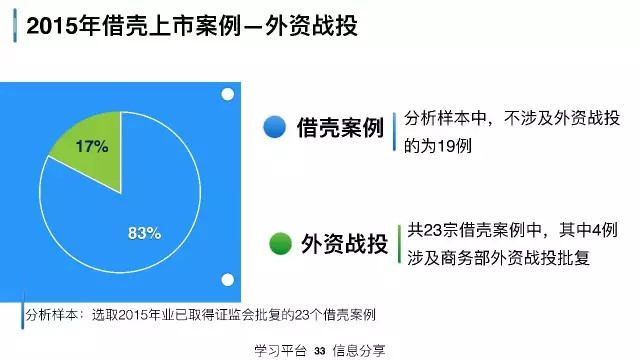 2015年借壳上市案例—外资战投
17%
83%
借壳案例
分析样本中，不涉及外资战投
的为19例
外资战投
共23宗借壳案例中，其中4例
涉及商务部外资战投批复
分析样本：选取2015年业已取得证监会批复的23个借壳案例
学习平台 33 信息分享